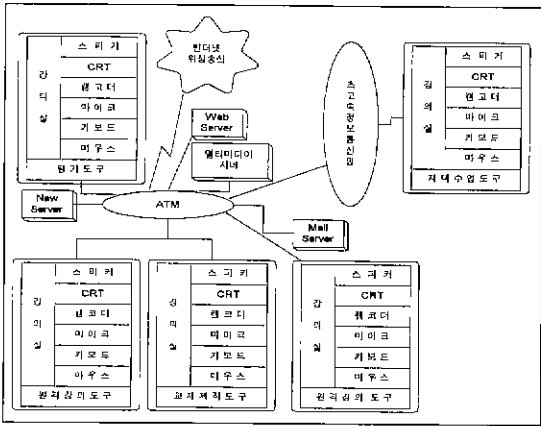 스피커
CRT
캠코더
마이크
키보드
마우스
강의실
필기도구
인터넷
위성송신
초고속정보통신망
스피커
CRT
캠코더
마이크
키보드
마우스
강의실
재택수업도구
Web
Server
멀티미디어
서버
New
Server
ATM
Mail
Server
스피커
CRT
캠코더
마이크
키보드
마우스
강의실
원격강의도구
스피커
CRT
캠코더
마이크
키보드
마우스
강의실
교재제작도구
스피커
CRT
캠코더
마이크
키보드
마우스
강의실
원격강의도구